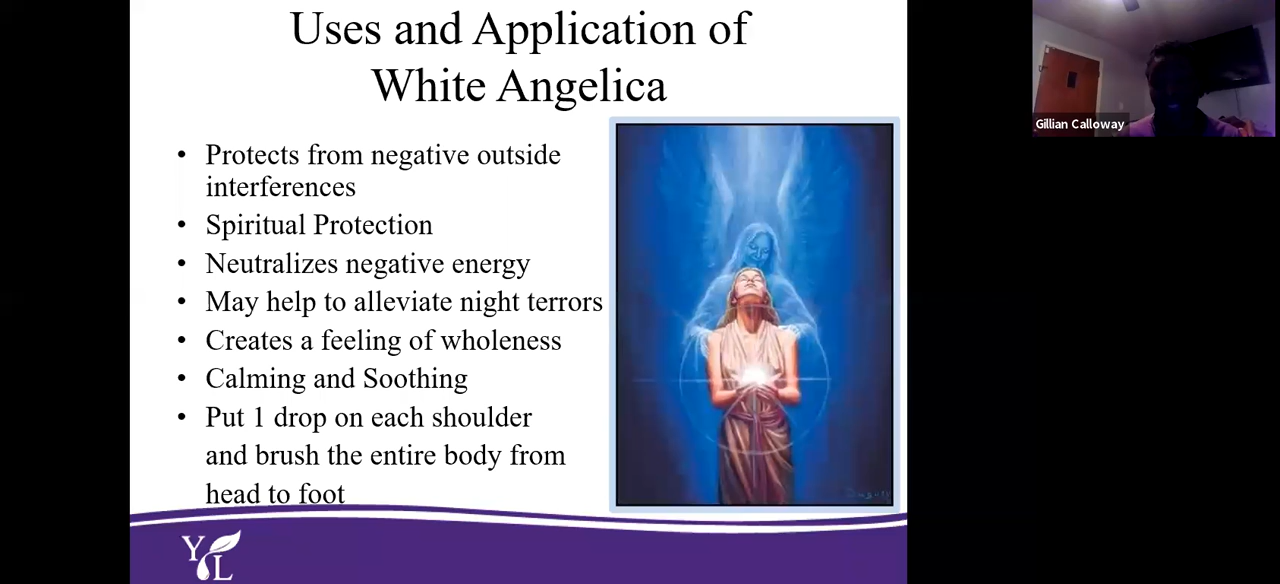 Uses and Application of
White Angelica
• Protects from negative outside
interferences
• Spiritual Protection
• Neutralizes negative energy
• May help to alleviate night terrors
• Creates a feeling of wholeness
• Calming and Soothing
• Put 1 drop on each shoulder
and brush the entire body from
head to foot
YL
Gillian Calloway